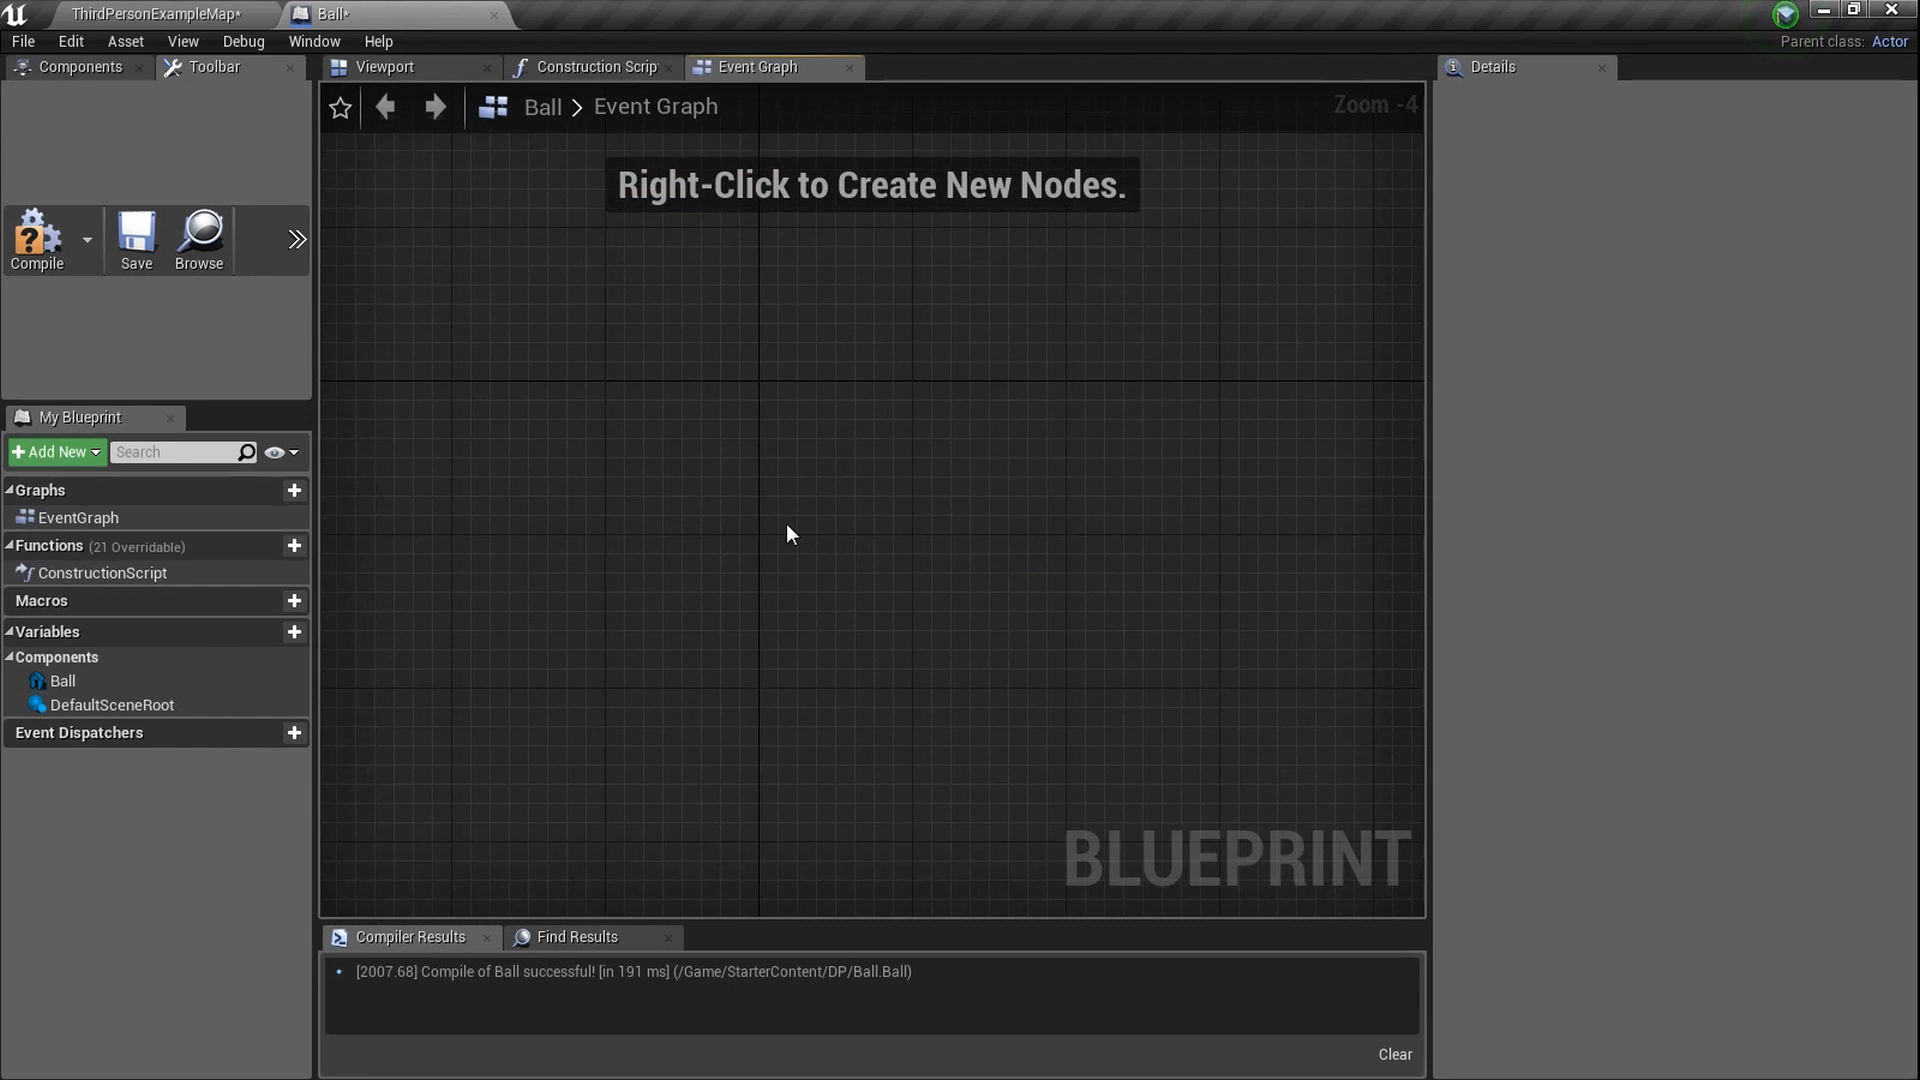 ThirdPersonExampleMap*
Ball*
File Edit Asset View Debug Window Help
Parent class: Actor
Components
Toolbar
Viewport
Construction Scrip
Event Graph
Details
Ball > Event Graph
Zoom -4
Right-Click to Create New Nodes.
Compile
Save
Browse
My Blueprint
+ Add New
Search
Graphs
EventGraph
Functions (21 Overridable)
ConstructionScript
Macros
Variables
Components
Ball
DefaultSceneRoot
Event Dispatchers
BLUEPRINT
Compiler Results
Find Results
• [2007.68] Compile of Ball successful! [in 191 ms] (/Game/StarterContent/DP/Ball.Ball)
Clear